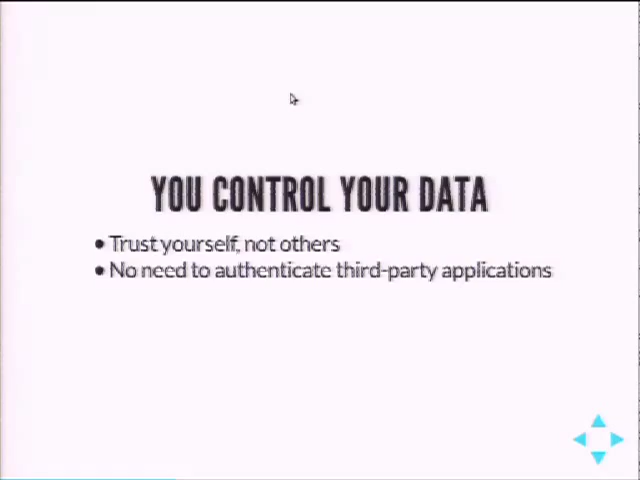 YOU CONTROL YOUR DATA
• Trust yourself, not others
• No need to authenticate third-party applications